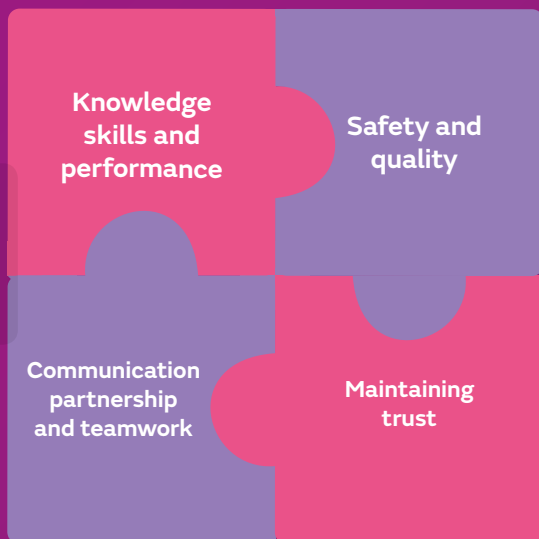 Knowledge
skills and
performance
Safety and
quality
Communication
partnership
and teamwork
Maintaining
trust